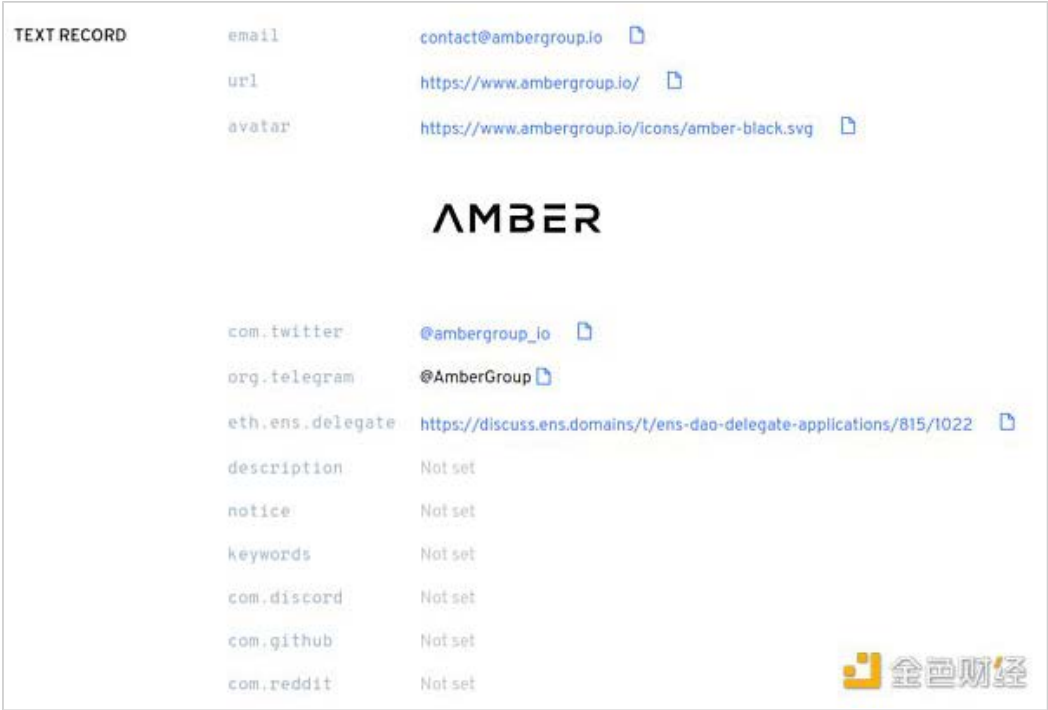 TEXT RECORD email contact@ambergroup.io
url https://www.ambergroup.io/
avatar https://www.ambergroup.io/icons/amber-black.svg
AMBER
com.twitter @ambergroup_io
org.telegram @AmberGroup
eth.ens.delegate https://discuss.ens.domains/t/ens-dao-delegate-applications/815/1022
description Not set
notice Not set
keywords Not set
com.discord Not set
com.github Not set
com.reddit Not set
金色财经